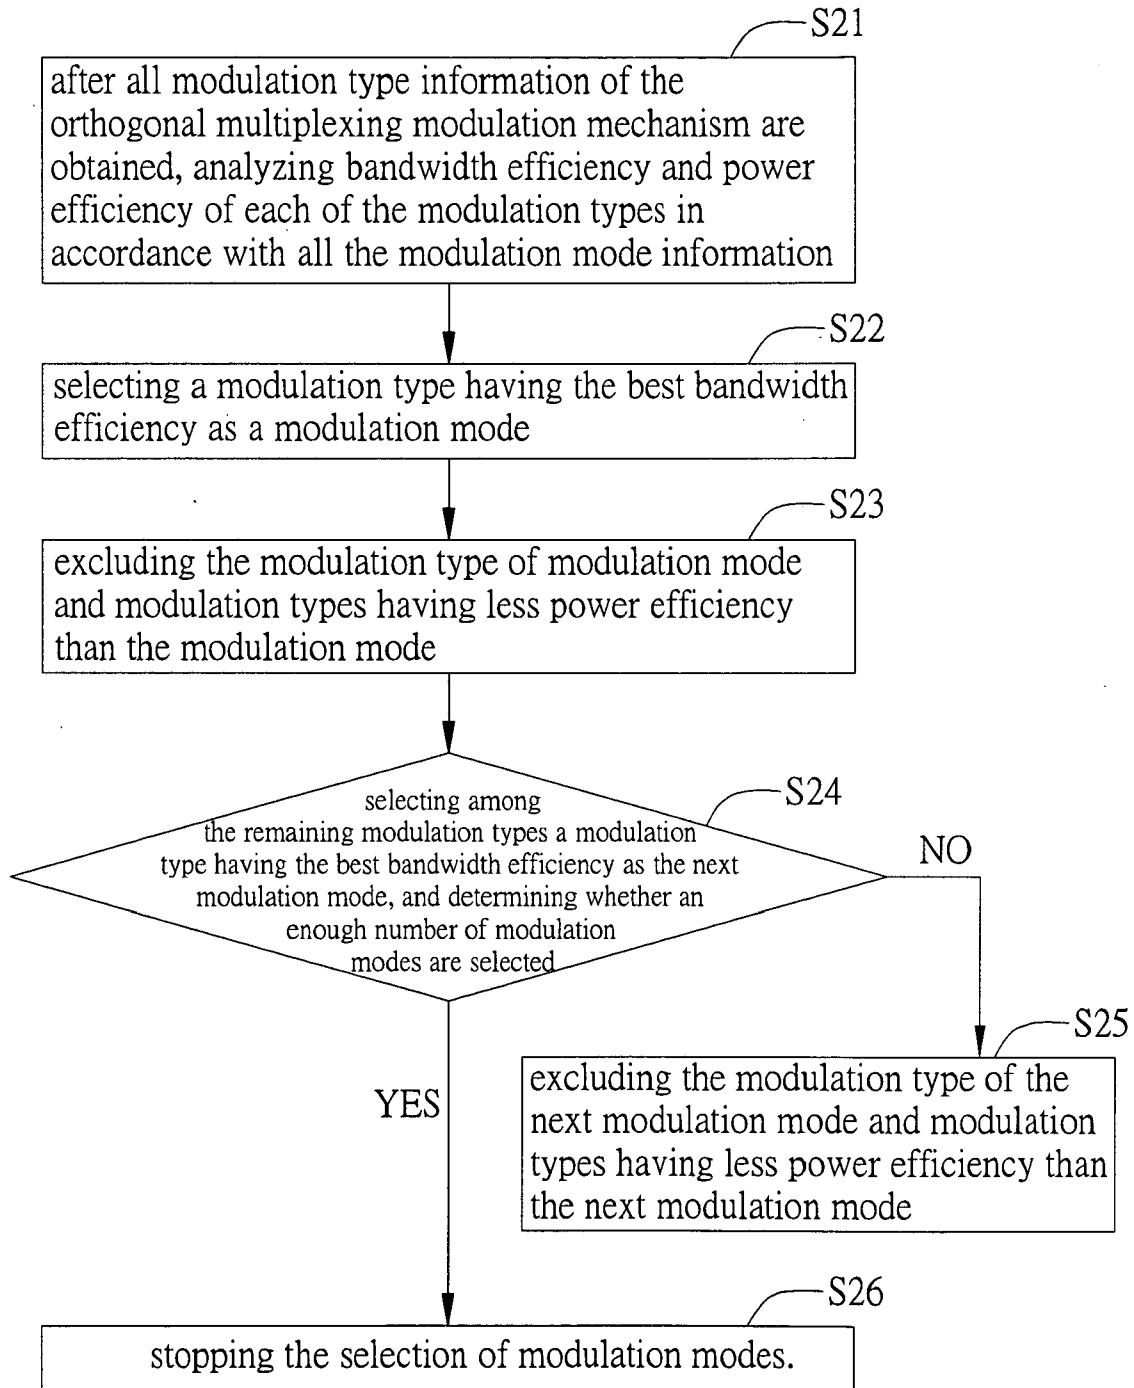 S21
after all modulation type information of the
orthogonal multiplexing modulation mechanism are
obtained, analyzing bandwidth efficiency and power
efficiency of each of the modulation types in
accordance with all the modulation mode information
S22
selecting a modulation type having the best bandwidth
efficiency as a modulation mode
S23
excluding the modulation type of modulation mode
and modulation types having less power efficiency
than the modulation mode
S24
selecting among
the remaining modulation types a modulation
type having the best bandwidth efficiency as the next
modulation mode, and determining whether an
enough number of modulation
modes are selected
NO
S25
excluding the modulation type of the
next modulation mode and modulation
types having less power efficiency than
the next modulation mode
YES
S26
stopping the selection of modulation modes.